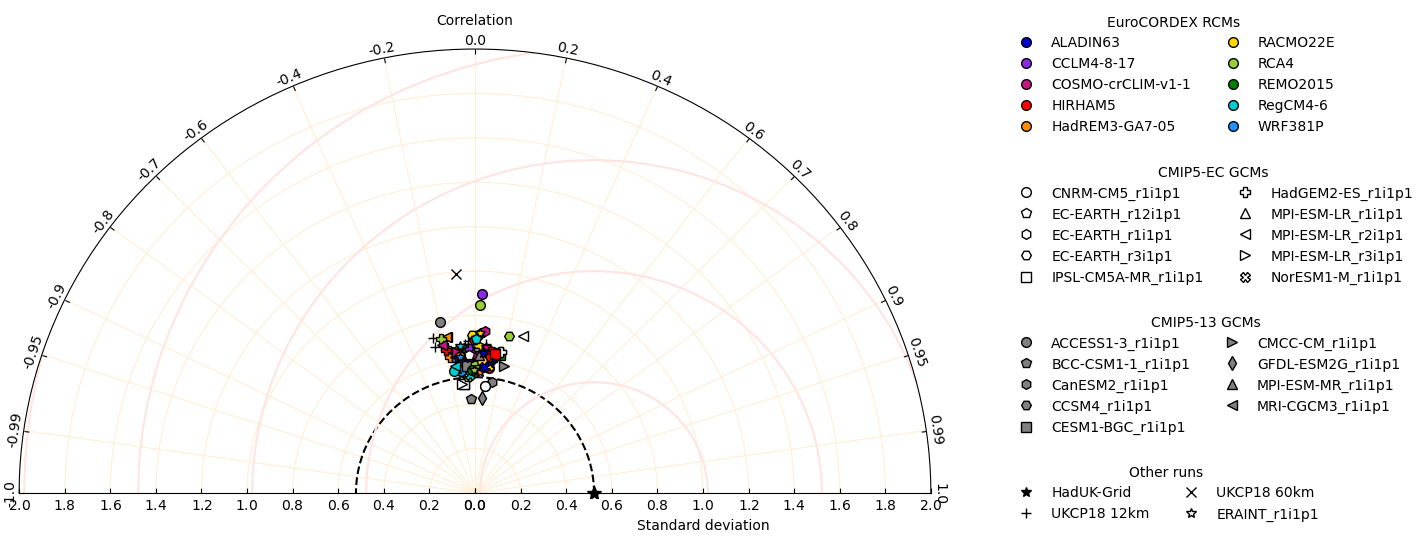 Correlation
-0.2 0.0 0.2
-0.4 0.4
-0.6 0.6
-0.7 0.7
-0.8 0.8
-0.9 0.9
-0.95 0.95
-0.99 0.99
-1.0 1.0
2.0 1.8 1.6 1.4 1.2 1.0 0.8 0.6 0.4 0.2 0.0 0.0 0.2 0.4 0.6 0.8 1.0 1.2 1.4 1.6 1.8 2.0
Standard deviation
EuroCORDEX RCMs
ALADIN63 RACMO22E
CCLM4-8-17 RCA4
COSMO-crCLIM-v1-1 REMO2015
HIRHAM5 RegCM4-6
HadREM3-GA7-05 WRF381P
CMIP5-EC GCMs
CNRM-CM5_r1i1p1 HadGEM2-ES_r1i1p1
EC-EARTH_r12i1p1 MPI-ESM-LR_r1i1p1
EC-EARTH_r1i1p1 MPI-ESM-LR_r2i1p1
EC-EARTH_r3i1p1 MPI-ESM-LR_r3i1p1
IPSL-CM5A-MR_r1i1p1 NorESM1-M_r1i1p1
CMIP5-13 GCMs
ACCESS1-3_r1i1p1 CMCC-CM_r1i1p1
BCC-CSM1-1_r1i1p1 GFDL-ESM2G_r1i1p1
CanESM2_r1i1p1 MPI-ESM-MR_r1i1p1
CCSM4_r1i1p1 MRI-CGCM3_r1i1p1
CESM1-BGC_r1i1p1
Other runs
HadUK-Grid UKCP18 60km
UKCP18 12km ERAINT_r1i1p1